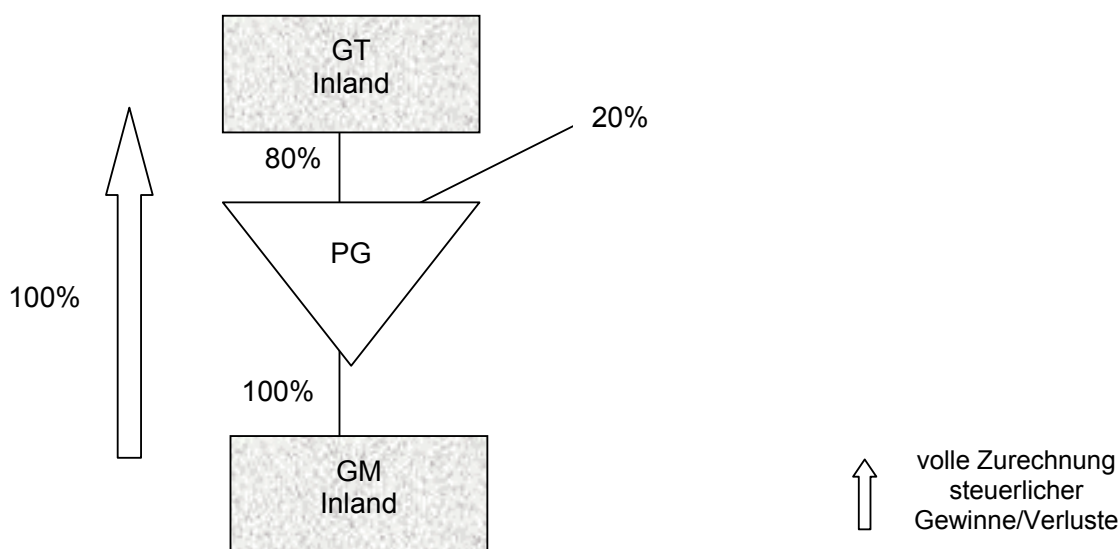 GT
Inland
20%
80%
PG
100%
100%
GM
Inland
volle Zurechnung
steuerlicher
Gewinne/Verluste